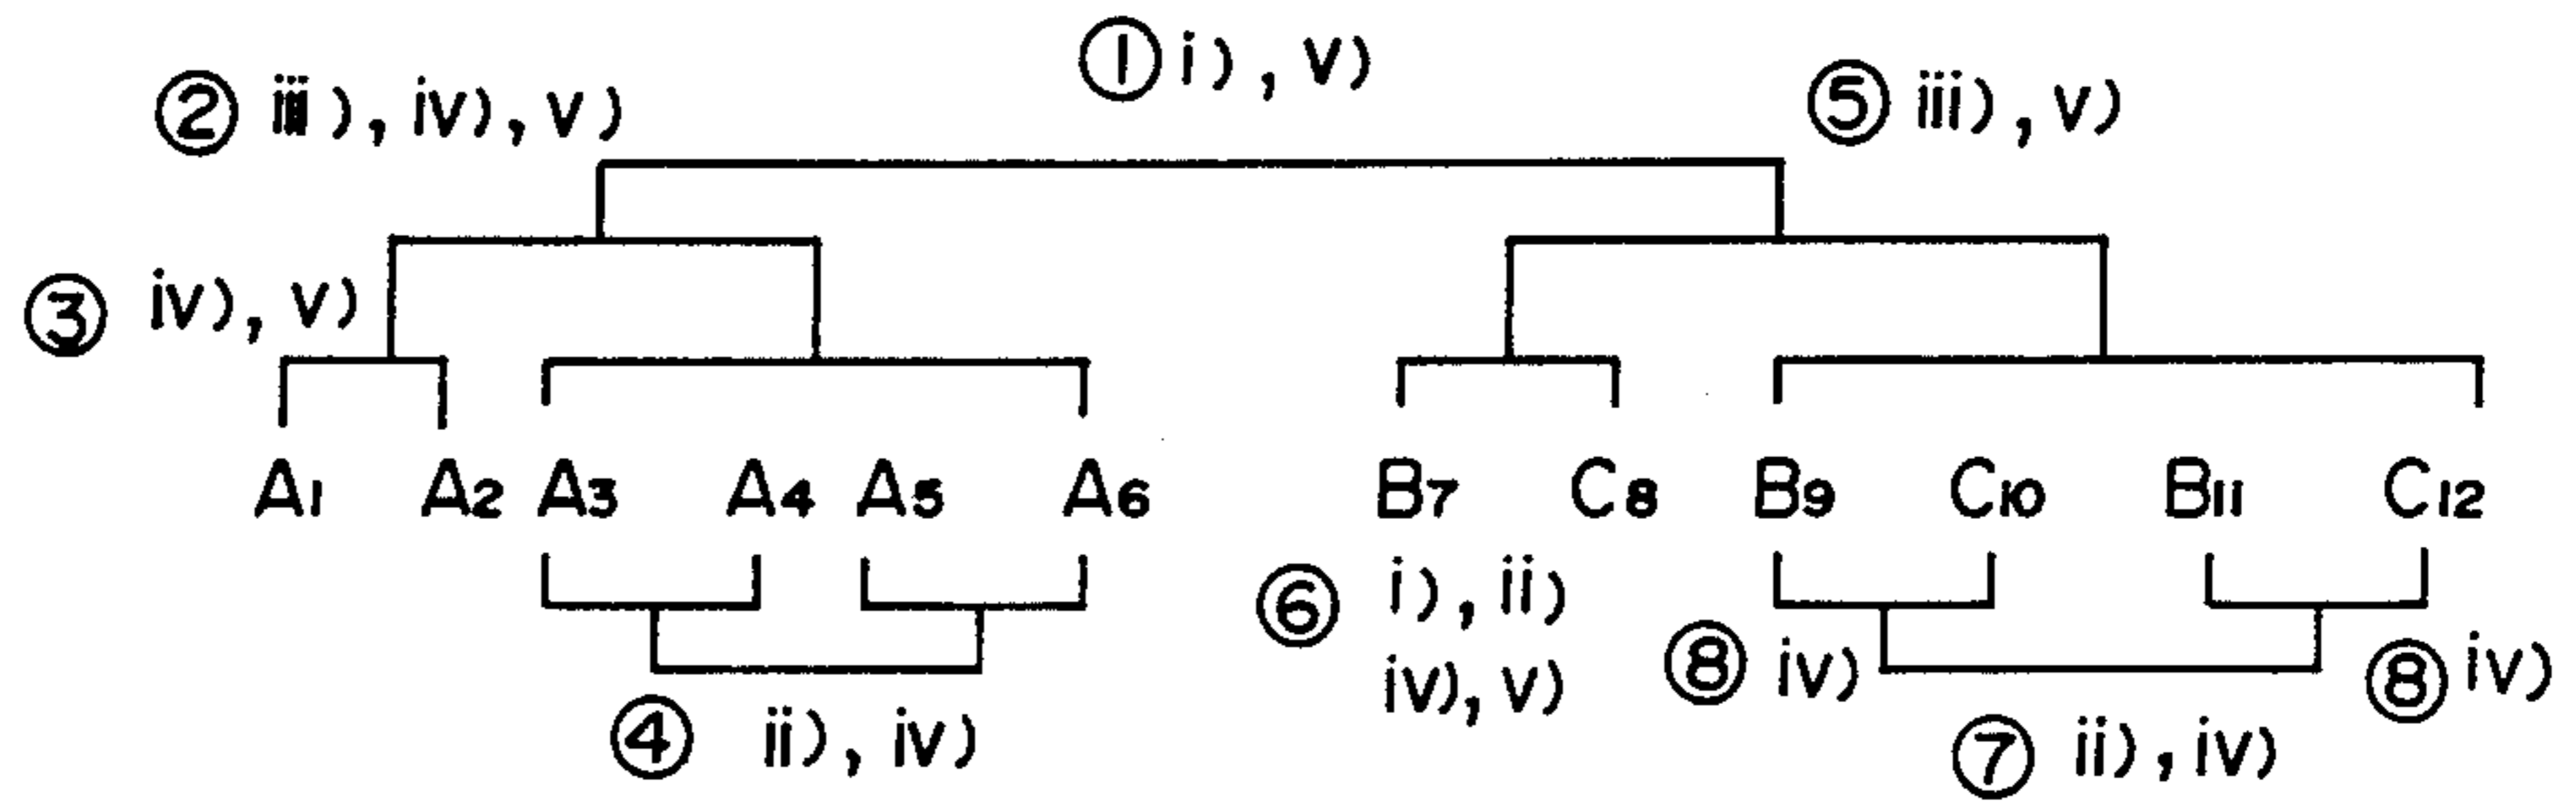 ① i), v)
② iii), iv), v)
⑤ iii), v)
③ iv), v)
A1 A2 A3 A4 A5 A6 B7 C8 B9 C10 B11 C12
⑥ i), ii)
iv), v)
⑧ iv)
⑧ iv)
④ ii), iv)
⑦ ii), iv)